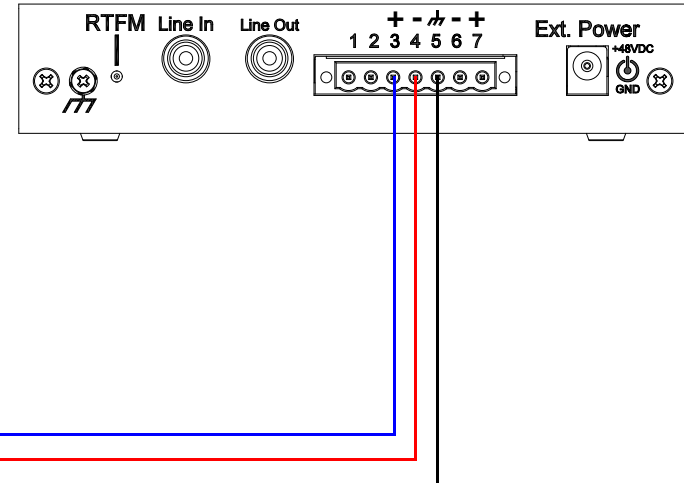 RTFM Line In Line Out + - - + Ext. Power
1 2 3 4 5 6 7 +48VDC
GND